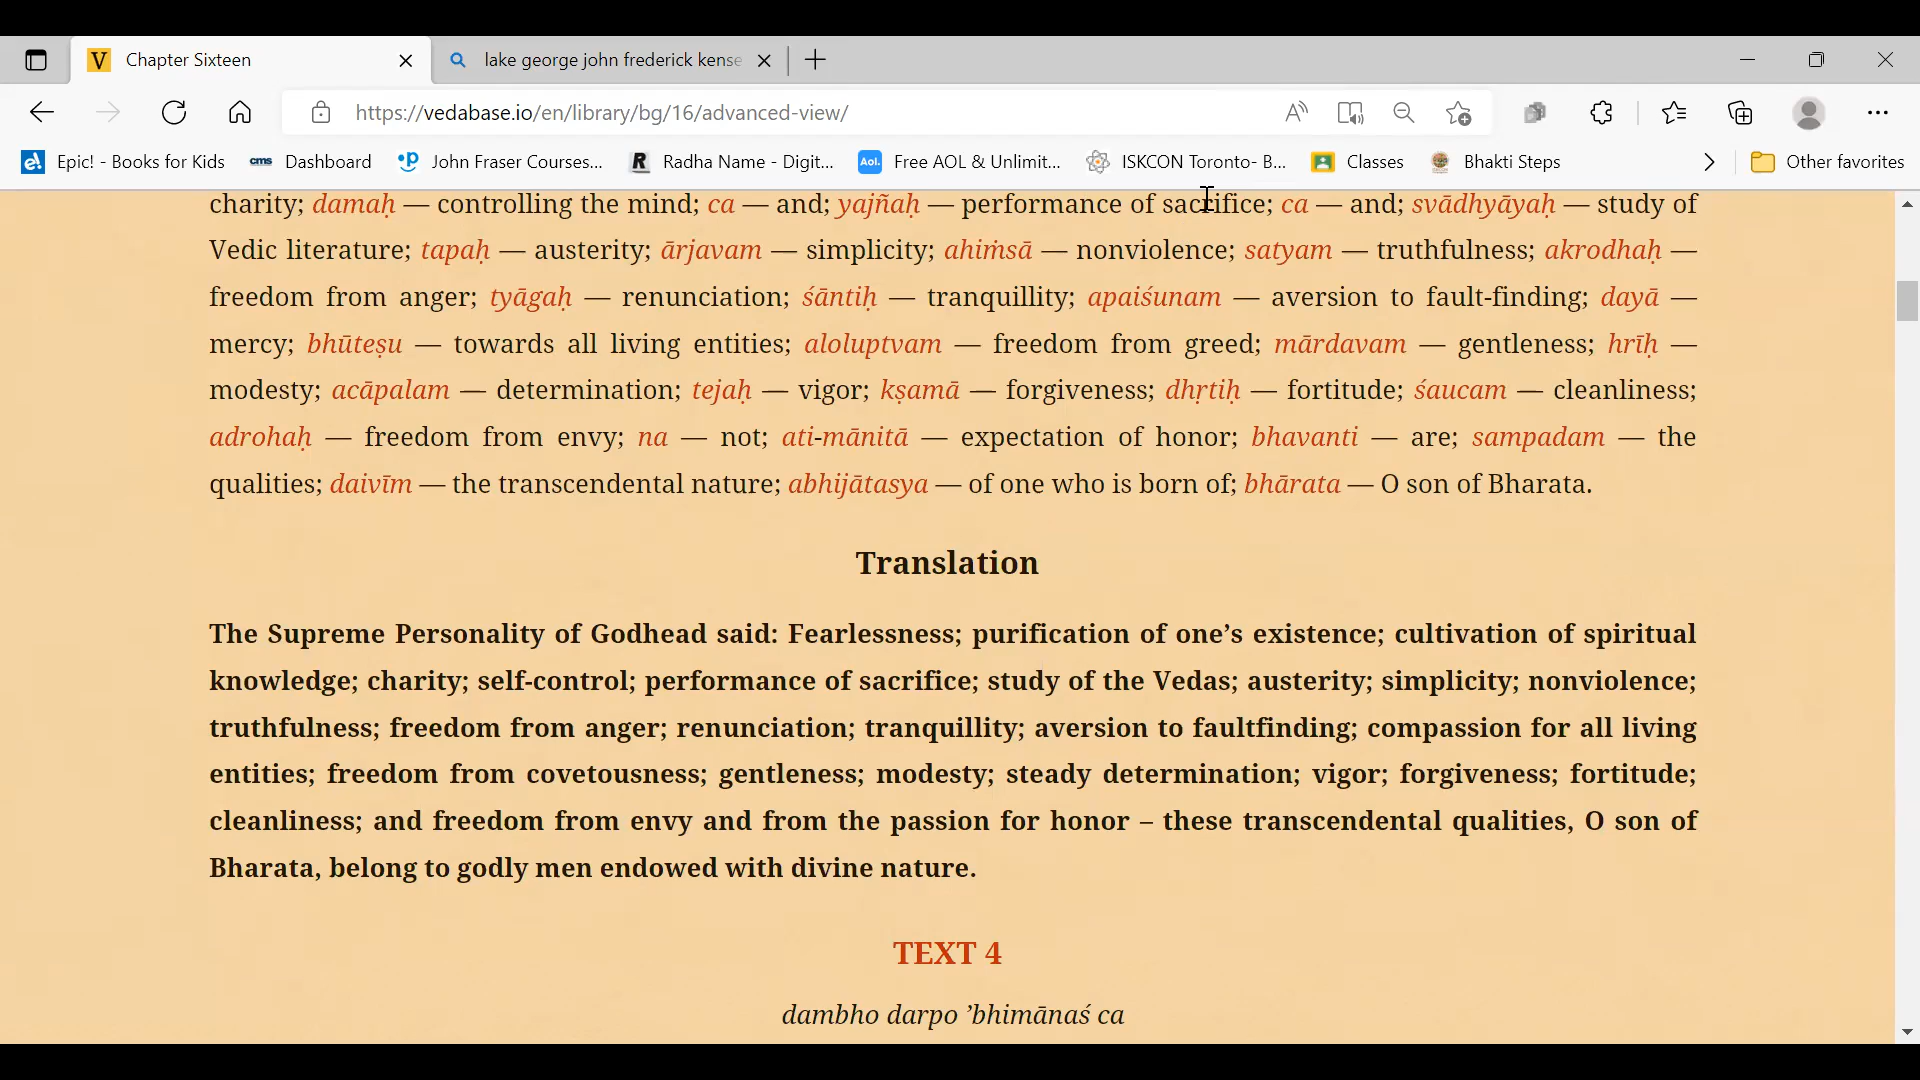 Chapter Sixteen
lake george john frederick kense
https://vedabase.io/en/library/bg/16/advanced-view/
Epic! - Books for Kids
cms Dashboard
John Fraser Courses...
R Radha Name - Digit...
Aol. Free AOL & Unlimit...
ISKCON Toronto- B...
Classes
Bhakti Steps
Other favorites
charity; damaḥ — controlling the mind; ca — and; yajñaḥ — performance of sacrifice; ca — and; svādhyāyaḥ — study of
Vedic literature; tapaḥ — austerity; ārjavam — simplicity; ahiṁsā — nonviolence; satyam — truthfulness; akrodhaḥ —
freedom from anger; tyāgaḥ — renunciation; śāntiḥ — tranquillity; apaiśunam — aversion to fault-finding; dayā —
mercy; bhūteṣu — towards all living entities; aloluptvam — freedom from greed; mārdavam — gentleness; hrīḥ —
modesty; acāpalam — determination; tejaḥ — vigor; kṣamā — forgiveness; dhṛtiḥ — fortitude; śaucam — cleanliness;
adrohaḥ — freedom from envy; na — not; ati-mānitā — expectation of honor; bhavanti — are; sampadam — the
qualities; daivīm — the transcendental nature; abhijātasya — of one who is born of; bhārata — O son of Bharata.
Translation
The Supreme Personality of Godhead said: Fearlessness; purification of one’s existence; cultivation of spiritual
knowledge; charity; self-control; performance of sacrifice; study of the Vedas; austerity; simplicity; nonviolence;
truthfulness; freedom from anger; renunciation; tranquillity; aversion to faultfinding; compassion for all living
entities; freedom from covetousness; gentleness; modesty; steady determination; vigor; forgiveness; fortitude;
cleanliness; and freedom from envy and from the passion for honor – these transcendental qualities, O son of
Bharata, belong to godly men endowed with divine nature.
TEXT 4
dambho darpo ’bhimānaś ca